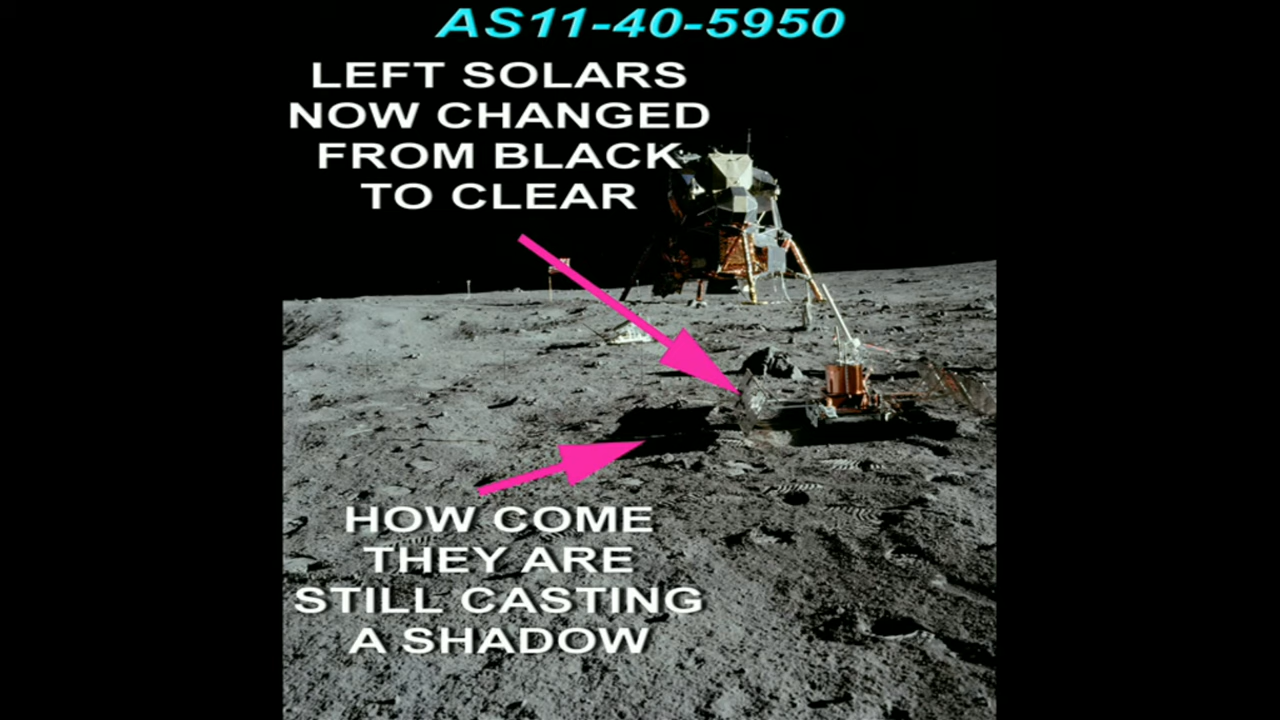 AS11-40-5950
LEFT SOLARS
NOW CHANGED
FROM BLACK
TO CLEAR
HOW COME
THEY ARE
STILL CASTING
A SHADOW